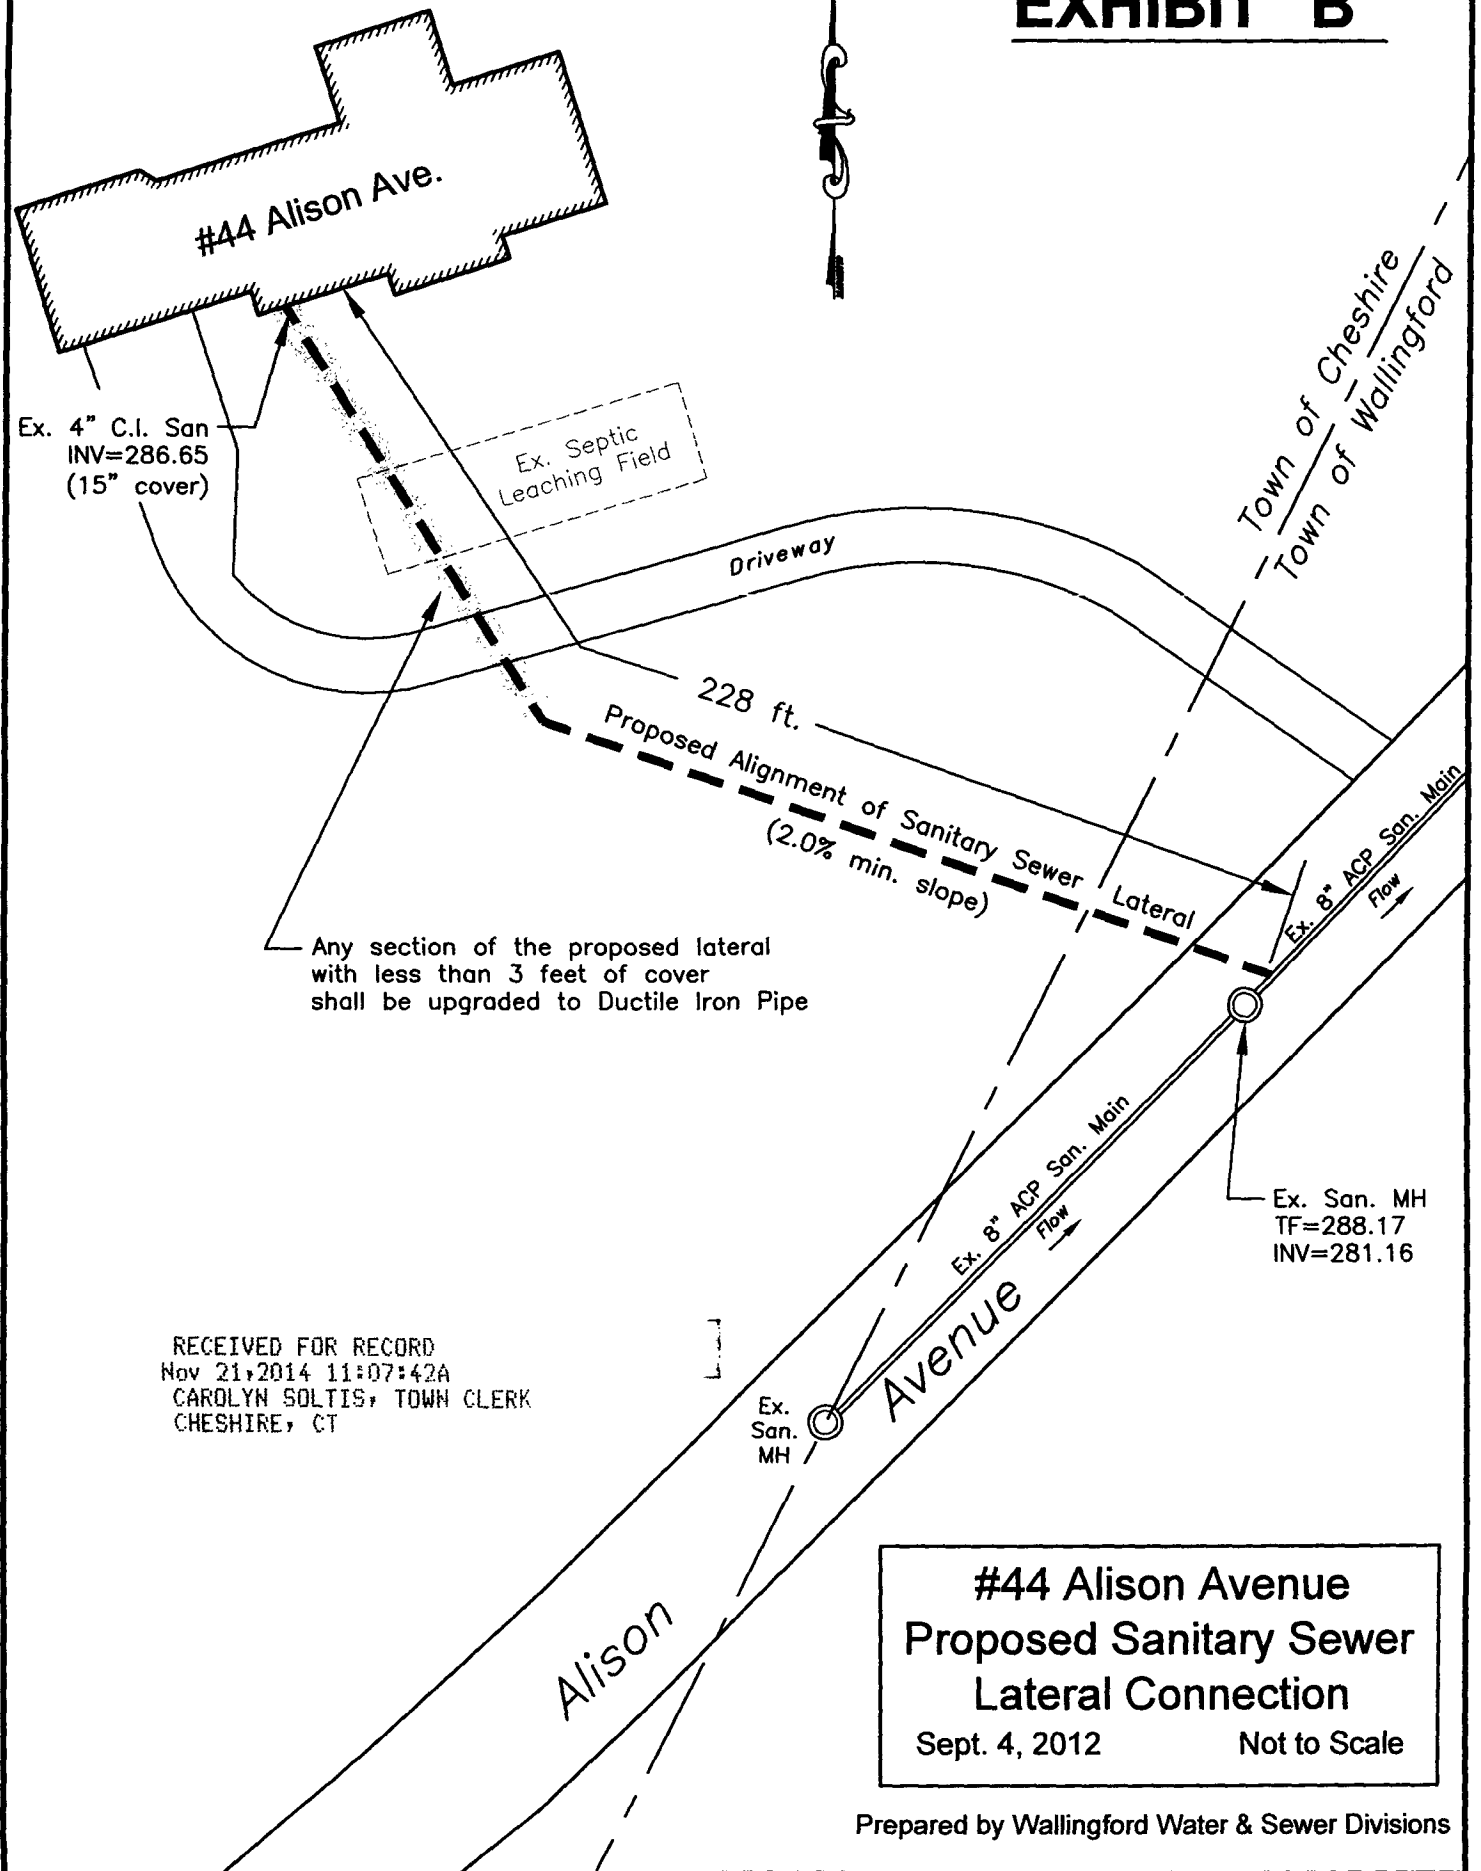 EXHIBIT "B"
#44 Alison Ave.
Ex. 4" C.I. San
INV=286.65
(15" cover)
Ex. Septic
Leaching Field
Driveway
Town of Cheshire
Town of Wallingford
228 ft.
Proposed Alignment of Sanitary Sewer Lateral
(2.0% min. slope)
Ex. 8" ACP San. Main
Flow
Any section of the proposed lateral
with less than 3 feet of cover
shall be upgraded to Ductile Iron Pipe
Ex. 8" ACP San. Main
Flow
Ex. San. MH
TF=288.17
INV=281.16
RECEIVED FOR RECORD
Nov 21,2014 11:07:42A
CAROLYN SOLTIS, TOWN CLERK
CHESHIRE, CT
Ex.
San.
MH
Alison Avenue
#44 Alison Avenue
Proposed Sanitary Sewer
Lateral Connection
Sept. 4, 2012 Not to Scale
Prepared by Wallingford Water & Sewer Divisions